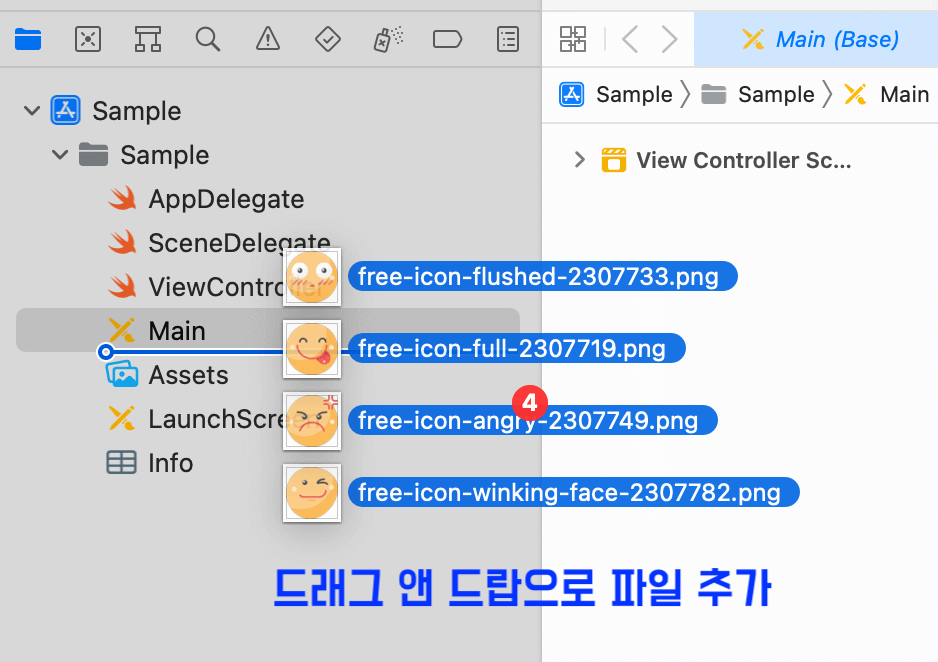 Main (Base)
Sample
Sample
Main
Sample
View Controller Sc...
Sample
AppDelegate
SceneDelegate
free-icon-flushed-2307733.png
ViewController
Main
free-icon-full-2307719.png
Assets
4
LaunchScre
free-icon-angry-2307749.png
Info
free-icon-winking-face-2307782.png
드래그 앤 드랍으로 파일 추가